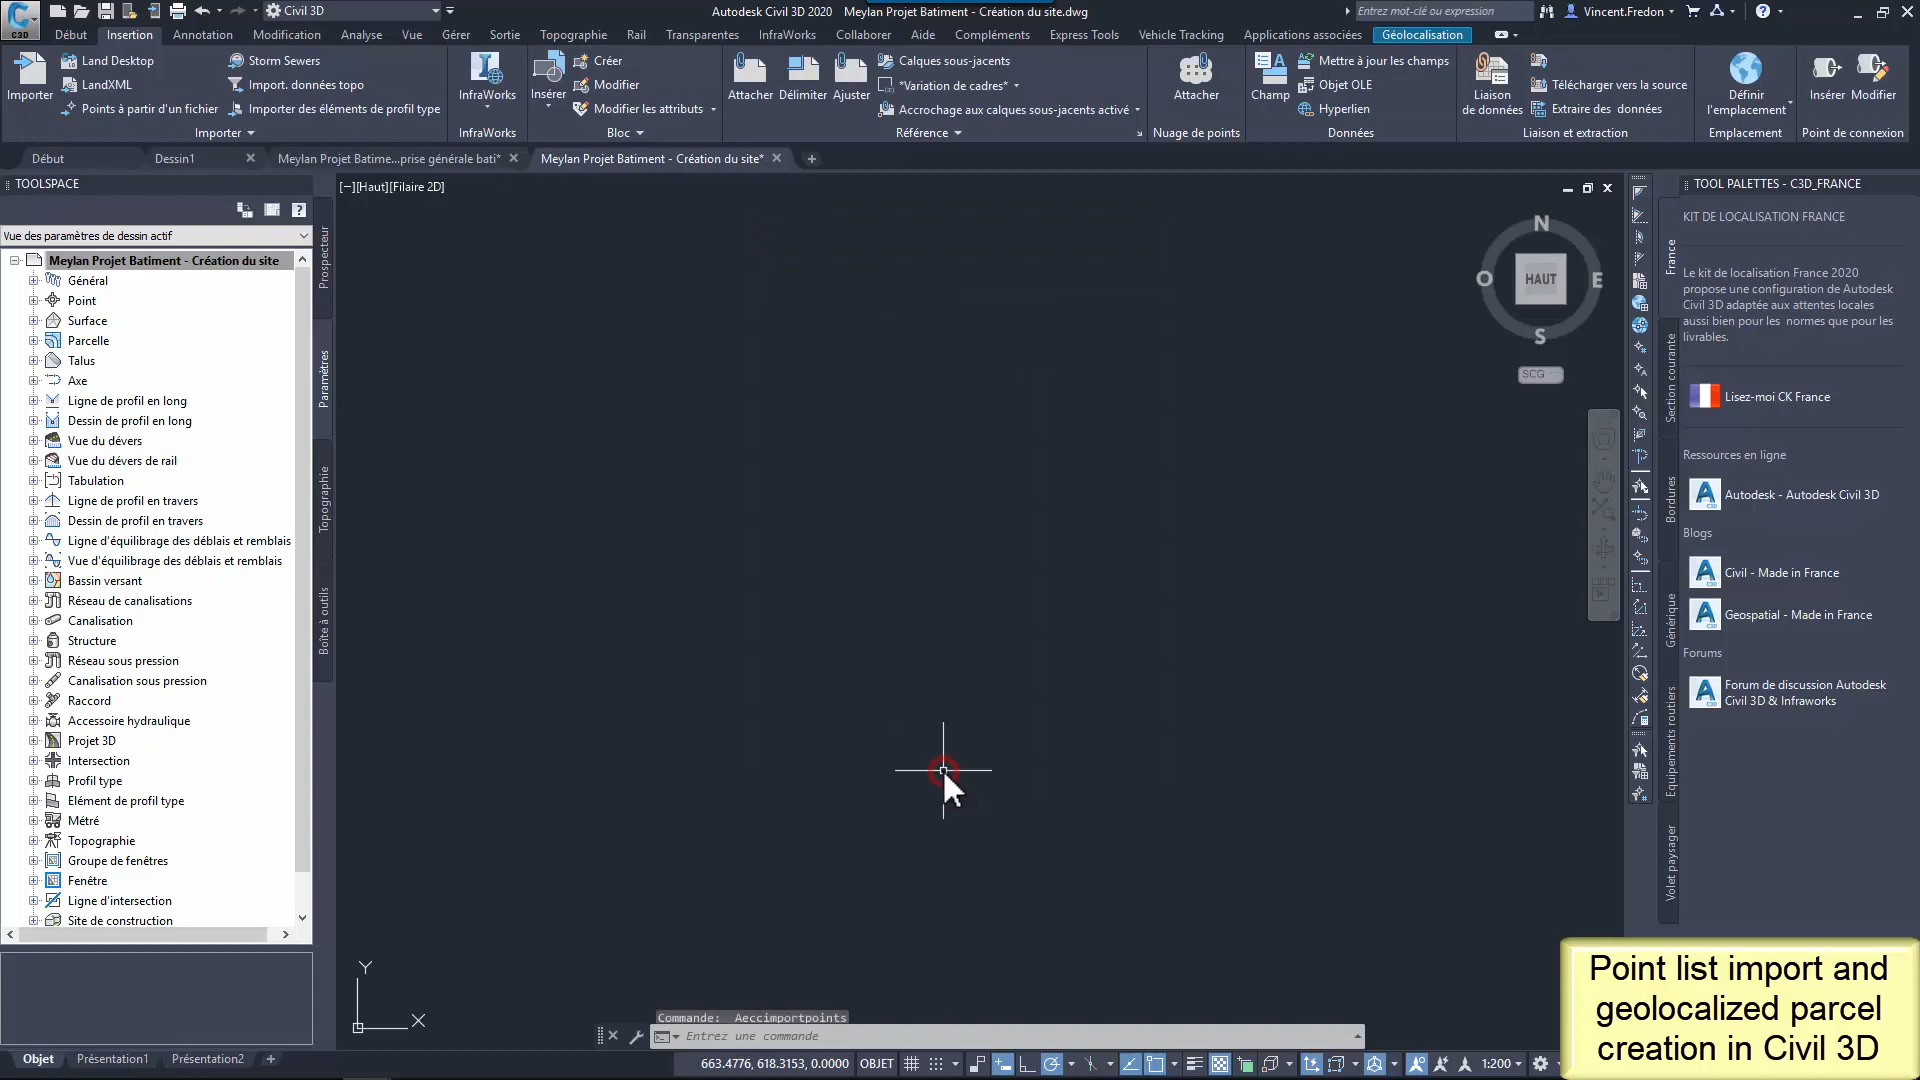 C3D
Civil 3D
Autodesk Civil 3D 2020 Meylan Projet Batiment - Création du site.dwg
Entrez mot-clé ou expression
Vincent.Fredon
Début Insertion Annotation Modification Analyse Vue Gérer Sortie Topographie Rail Transparentes InfraWorks Collaborer Aide Compléments Express Tools Vehicle Tracking Applications associées Géolocalisation
Importer
Land Desktop
LandXML
Points à partir d'un fichier
Storm Sewers
Import. données topo
Importer des éléments de profil type
Importer
InfraWorks
InfraWorks
Insérer
Créer
Modifier
Modifier les attributs
Bloc
Attacher
Délimiter
Ajuster
Calques sous-jacents
*Variation de cadres*
Accrochage aux calques sous-jacents activé
Référence
Attacher
Nuage de points
Champ
Mettre à jour les champs
Objet OLE
Hyperlien
Données
Liaison
de données
Télécharger vers la source
Extraire des données
Liaison et extraction
Définir
l'emplacement
Emplacement
Insérer Modifier
Point de connexion
Début
Dessin1
Meylan Projet Batime...prise générale bati*
Meylan Projet Batiment - Création du site*
TOOLSPACE
Vue des paramètres de dessin actif
Meylan Projet Batiment - Création du site
Général
Point
Surface
Parcelle
Talus
Axe
Ligne de profil en long
Dessin de profil en long
Vue du dévers
Vue du dévers de rail
Tabulation
Ligne de profil en travers
Dessin de profil en travers
Ligne d'équilibrage des déblais et remblais
Vue d'équilibrage des déblais et remblais
Bassin versant
Réseau de canalisations
Canalisation
Structure
Réseau sous pression
Canalisation sous pression
Raccord
Accessoire hydraulique
Projet 3D
Intersection
Profil type
Elément de profil type
Métré
Topographie
Groupe de fenêtres
Fenêtre
Ligne d'intersection
Site de construction
Prospecteur
Paramètres
Topographie
Boîte à outils
[−][Haut][Filaire 2D]
N
O
HAUT
E
S
SCG
Y
X
Commande: Aeccimportpoints
Entrez une commande
TOOL PALETTES - C3D_FRANCE
KIT DE LOCALISATION FRANCE
Le kit de localisation France 2020
propose une configuration de Autodesk
Civil 3D adaptée aux attentes locales
aussi bien pour les normes que pour les
livrables.
Lisez-moi CK France
Ressources en ligne
Autodesk - Autodesk Civil 3D
Blogs
Civil - Made in France
Geospatial - Made in France
Forums
Forum de discussion Autodesk
Civil 3D & Infraworks
France
Section courante
Bordures
Générique
Equipements routiers
Volet paysager
Point list import and
geolocalized parcel
creation in Civil 3D
Objet Présentation1 Présentation2
663.4776, 618.3153, 0.0000 OBJET
1:200